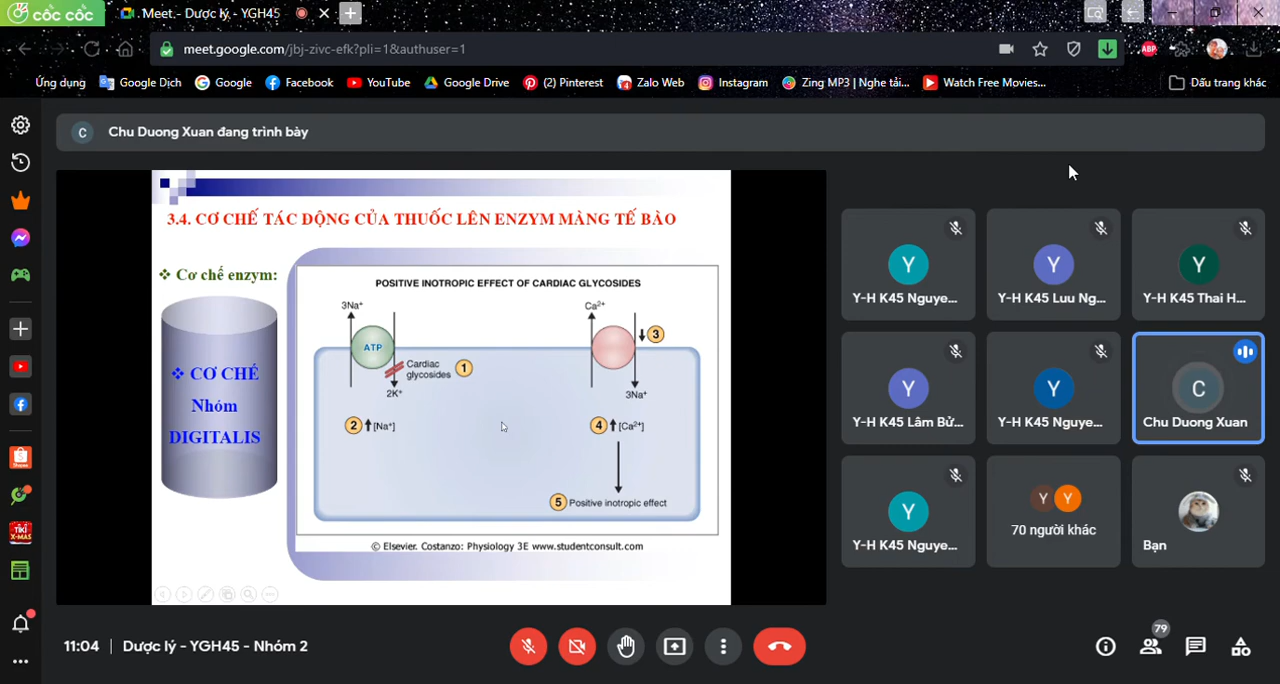 cốc cốc
Meet - Dược lý - YGH45
meet.google.com/jbj-zivc-efk?pli=1&authuser=1
ABP
Ứng dụng
Google Dịch
Google
Facebook
YouTube
Google Drive
(2) Pinterest
Zalo Web
Instagram
Zing MP3 | Nghe tải...
Watch Free Movies...
Dấu trang khác
C
Chu Duong Xuan đang trình bày
3.4. CƠ CHẾ TÁC ĐỘNG CỦA THUỐC LÊN ENZYM MÀNG TẾ BÀO
❖ Cơ chế enzym:
❖ CƠ CHẾ
Nhóm
DIGITALIS
POSITIVE INOTROPIC EFFECT OF CARDIAC GLYCOSIDES
3Na⁺
Ca²⁺
ATP
3
Cardiac
glycosides
1
2K⁺
3Na⁺
2 ↑ [Na⁺]
4 ↑ [Ca²⁺]
5 Positive inotropic effect
© Elsevier. Costanzo: Physiology 3E www.studentconsult.com
Y
Y-H K45 Nguye...
Y
Y-H K45 Luu Ng...
Y
Y-H K45 Thai H...
Y
Y-H K45 Lâm Bử...
Y
Y-H K45 Nguye...
C
Chu Duong Xuan
Y
Y-H K45 Nguye...
Y
Y
70 người khác
Bạn
Shopee
TIKI
X-MAS
11:04 | Dược lý - YGH45 - Nhóm 2
79